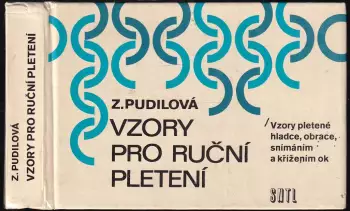 Z. PUDILOVÁ
VZORY PRO RUČNÍ PLETENÍ
Z.PUDILOVÁ
VZORY
PRO RUČNÍ
PLETENÍ
/Vzory pletené
hladce, obrace,
snímáním
a křížením ok
SNTL